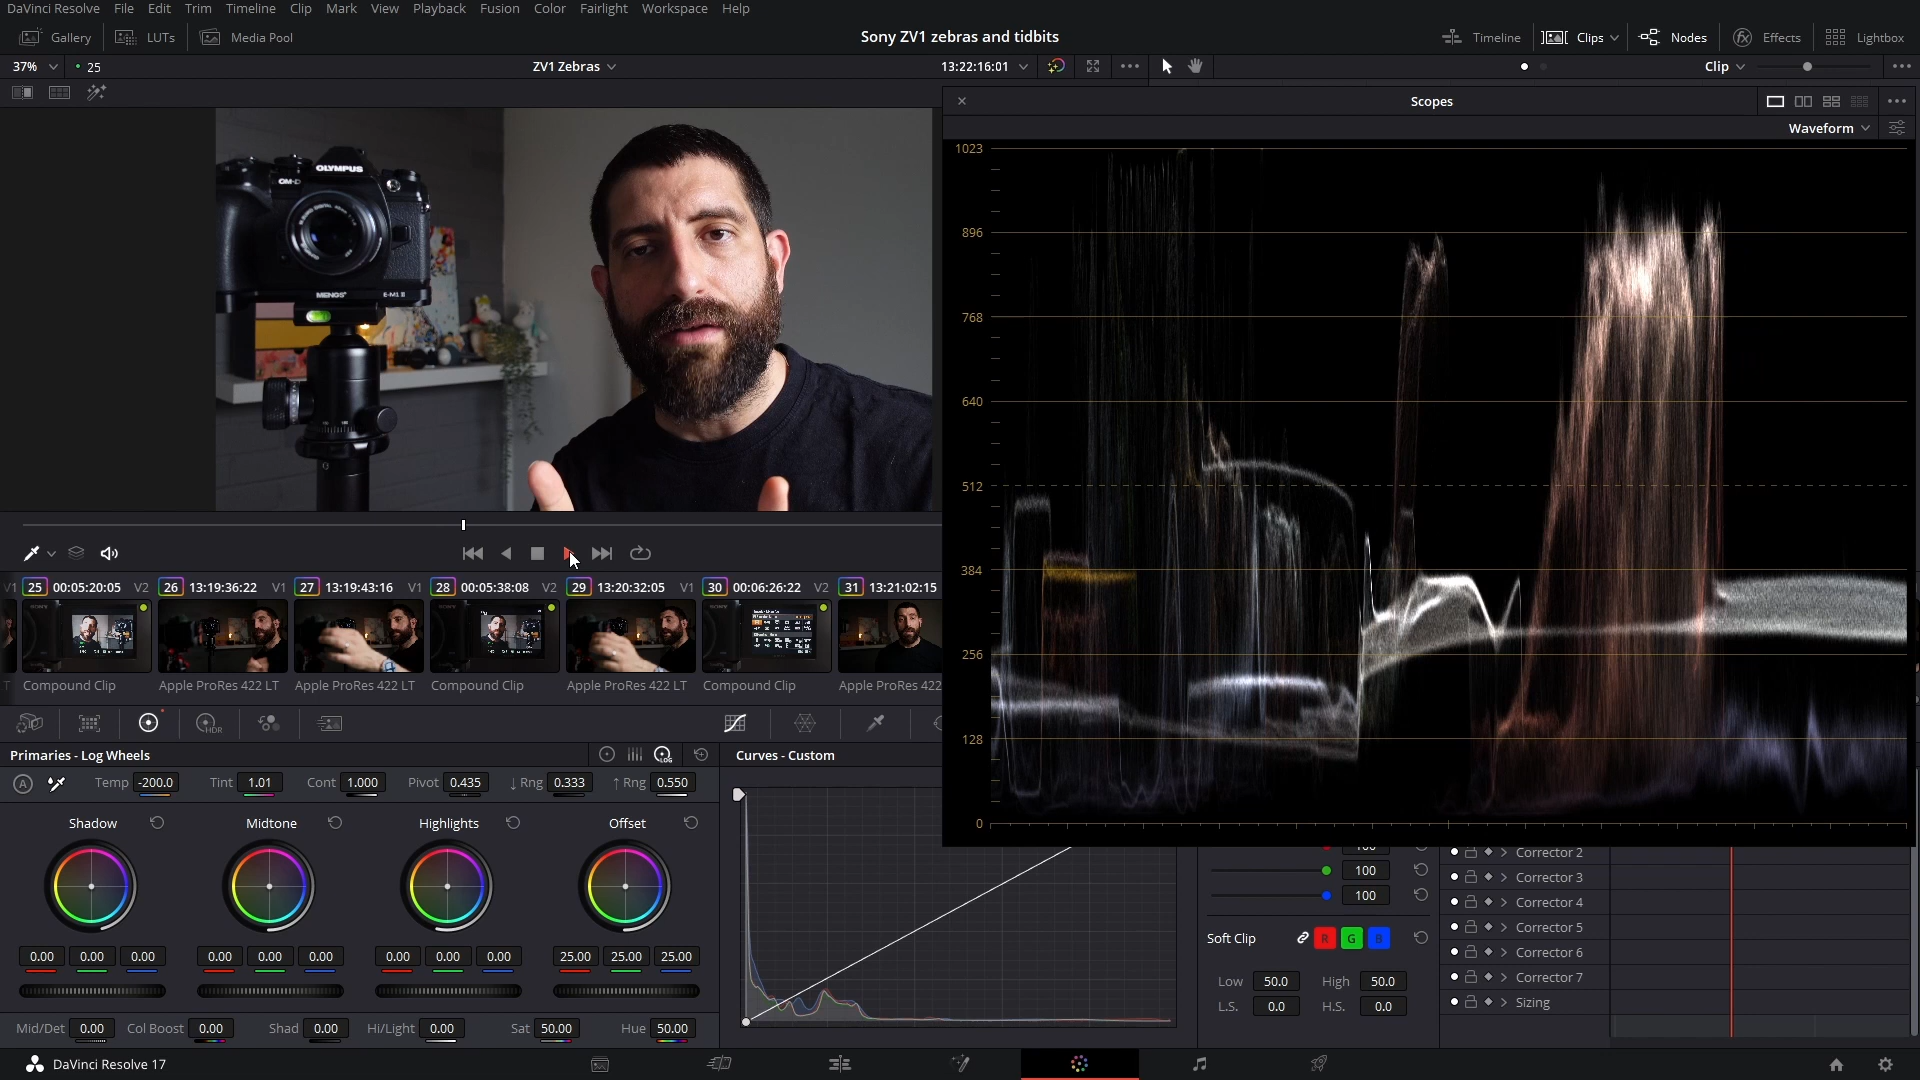 DaVinci Resolve File Edit Trim Timeline Clip Mark View Playback Fusion Color Fairlight Workspace Help
Gallery LUTs Media Pool Sony ZV1 zebras and tidbits Timeline Clips Nodes Effects Lightbox
37% 25 ZV1 Zebras 13:22:16:01 Clip
Scopes
Waveform
1023
896
768
640
512
384
256
128
0
OLYMPUS
OM-D
MENGS E-M1 II
V1 25 00:05:20:05 V2 26 13:19:36:22 V1 27 13:19:43:16 V1 28 00:05:38:08 V2 29 13:20:32:05 V1 30 00:06:26:22 V2 31 13:21:02:15
Compound Clip Apple ProRes 422 LT Apple ProRes 422 LT Compound Clip Apple ProRes 422 LT Compound Clip Apple ProRes 422
HDR
Primaries - Log Wheels LOG Curves - Custom
A Temp -200.0 Tint 1.01 Cont 1.000 Pivot 0.435 ↓ Rng 0.333 ↑ Rng 0.550
Shadow Midtone Highlights Offset
0.00 0.00 0.00 0.00 0.00 0.00 0.00 0.00 0.00 25.00 25.00 25.00
Mid/Det 0.00 Col Boost 0.00 Shad 0.00 Hi/Light 0.00 Sat 50.00 Hue 50.00
100
100
100
Soft Clip R G B
Low 50.0 High 50.0
L.S. 0.0 H.S. 0.0
Corrector 2
Corrector 3
Corrector 4
Corrector 5
Corrector 6
Corrector 7
Sizing
DaVinci Resolve 17